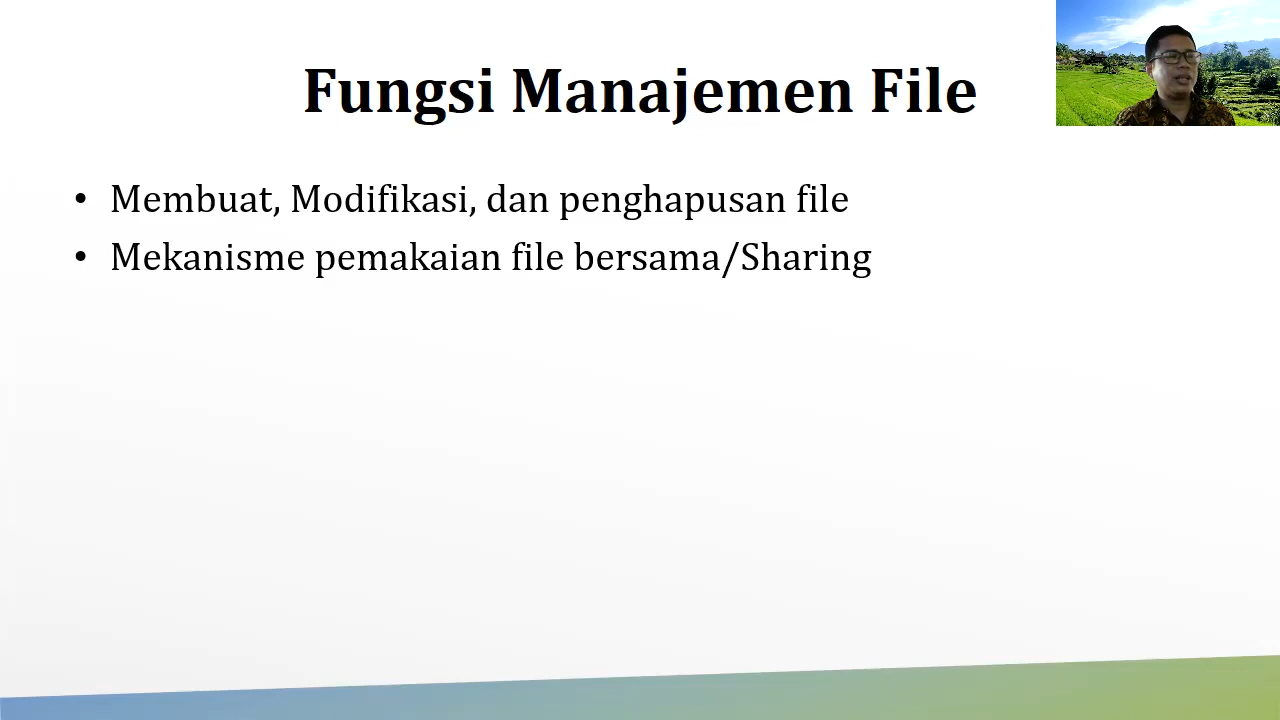 Fungsi Manajemen File
• Membuat, Modifikasi, dan penghapusan file
• Mekanisme pemakaian file bersama/Sharing